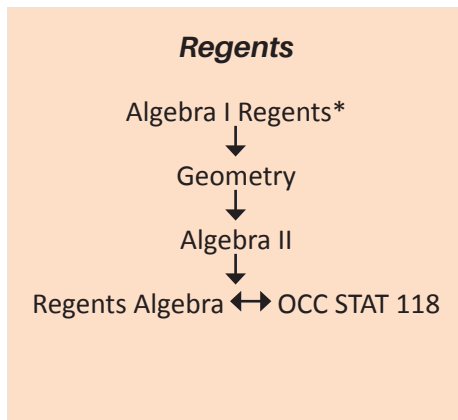 Regents
Algebra I Regents*
Geometry
Algebra II
Regents Algebra OCC STAT 118